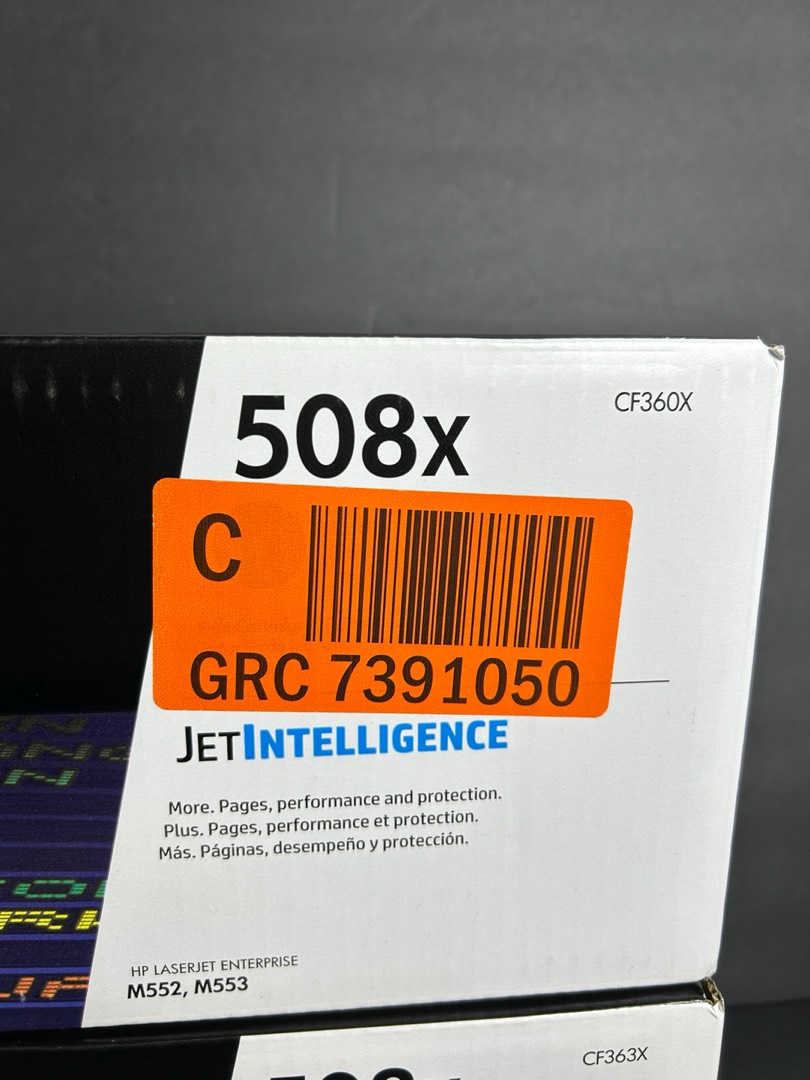 508X
CF360X
C
GRC 7391050
JETINTELLIGENCE
More. Pages, performance and protection.
Plus. Pages, performance et protection.
Más. Páginas, desempeño y protección.
HP LASERJET ENTERPRISE
M552, M553
CF363X